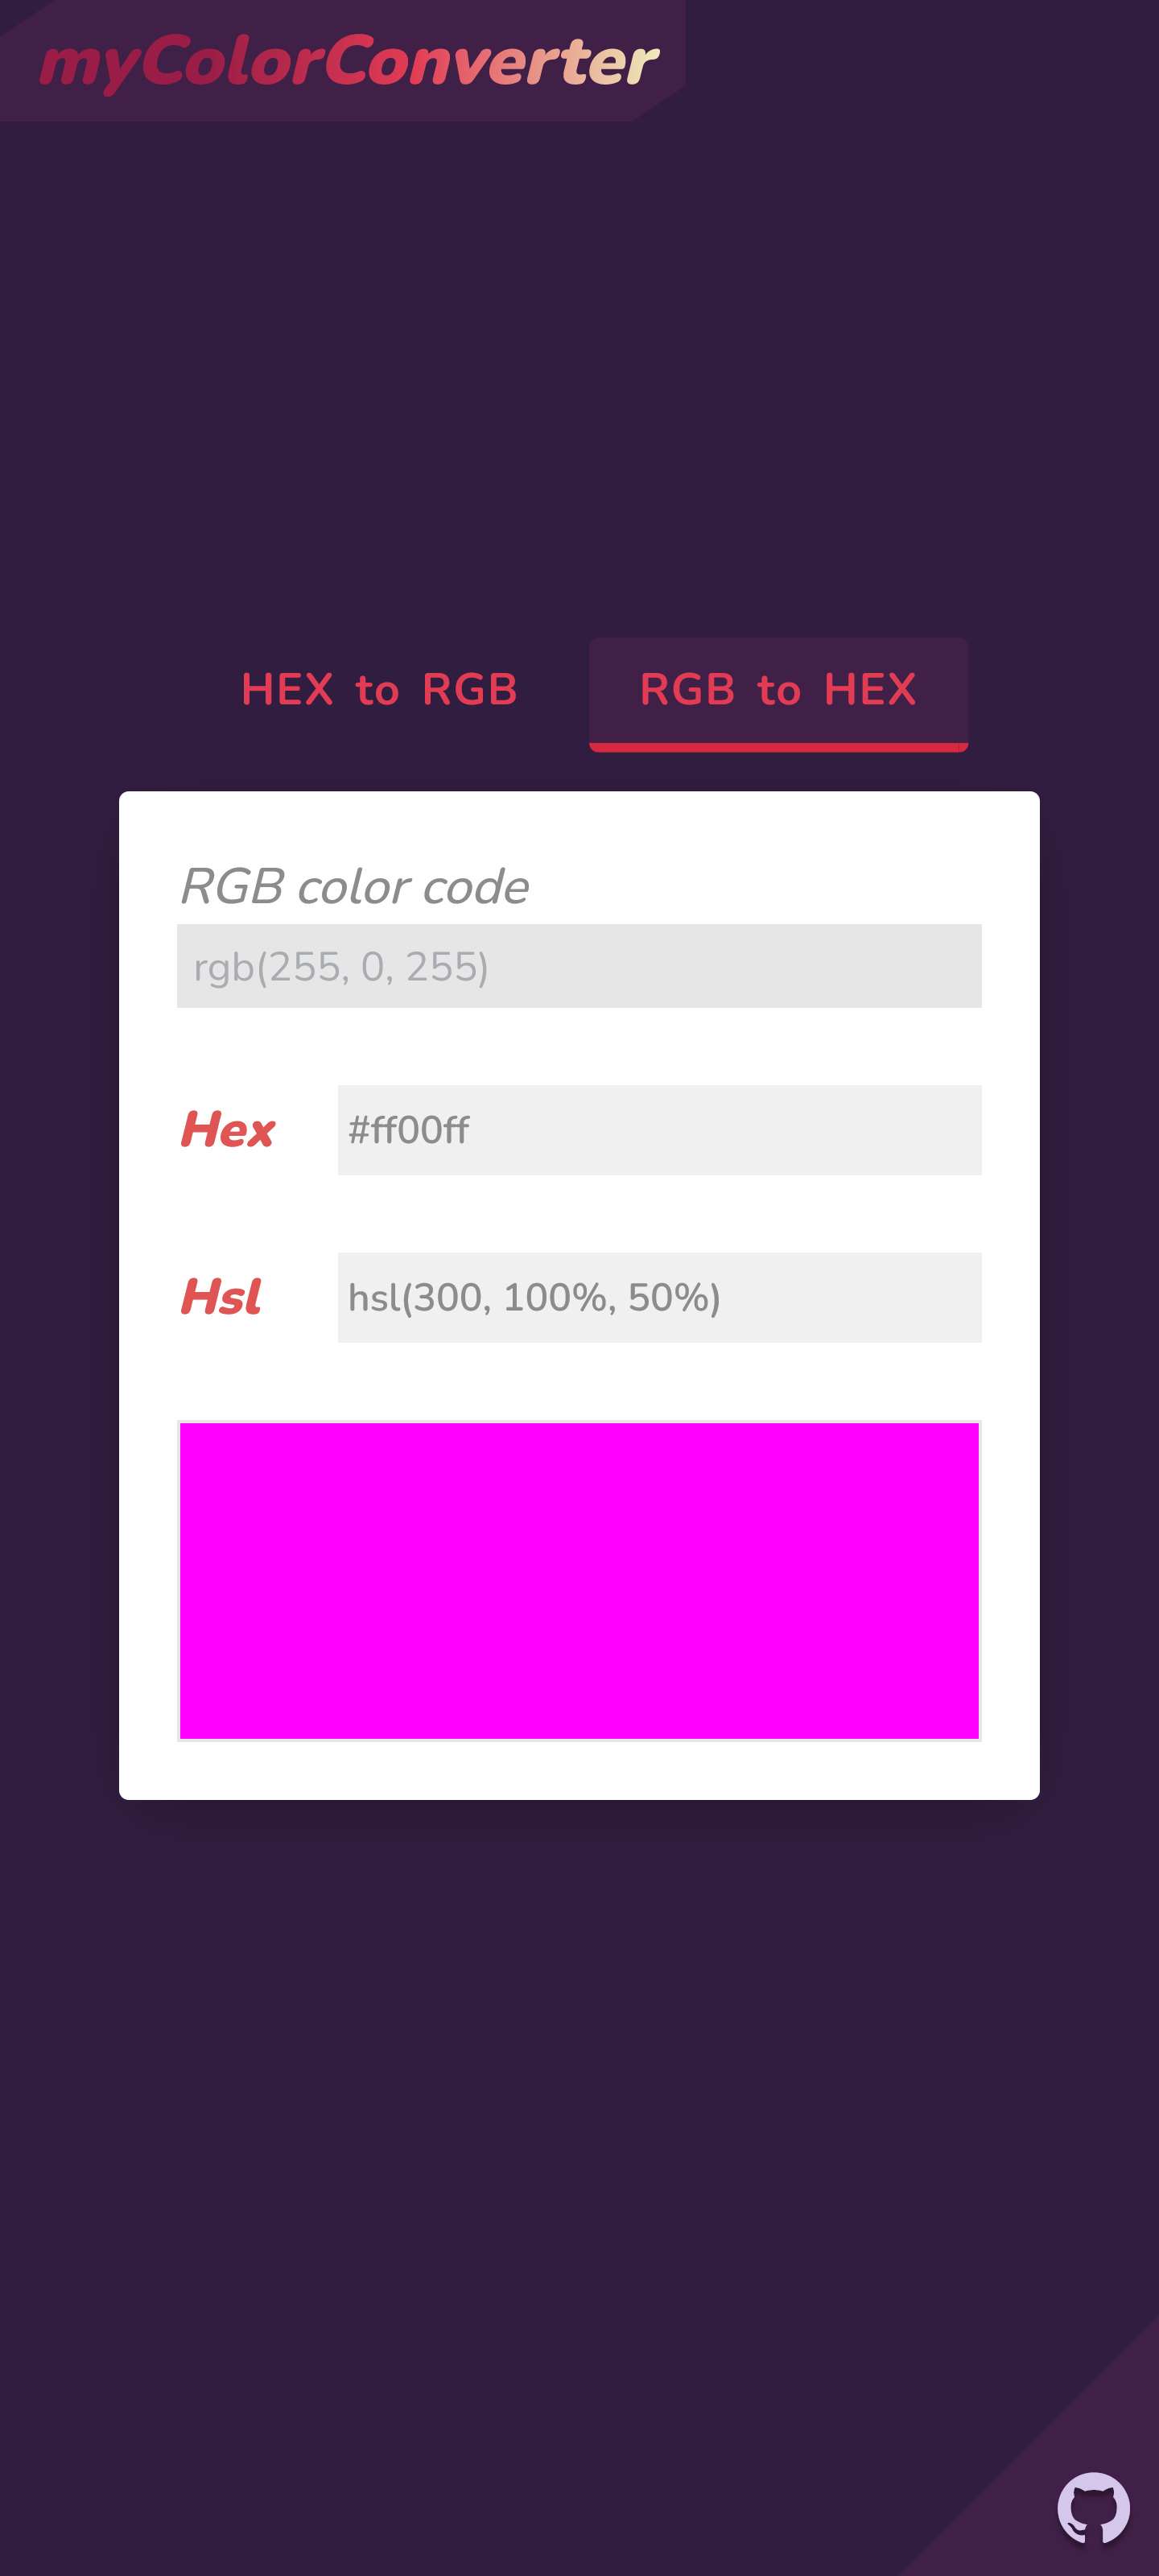 myColorConverter
HEX to RGB
RGB to HEX
RGB color code
rgb(255, 0, 255)
Hex
#ff00ff
Hsl
hsl(300, 100%, 50%)